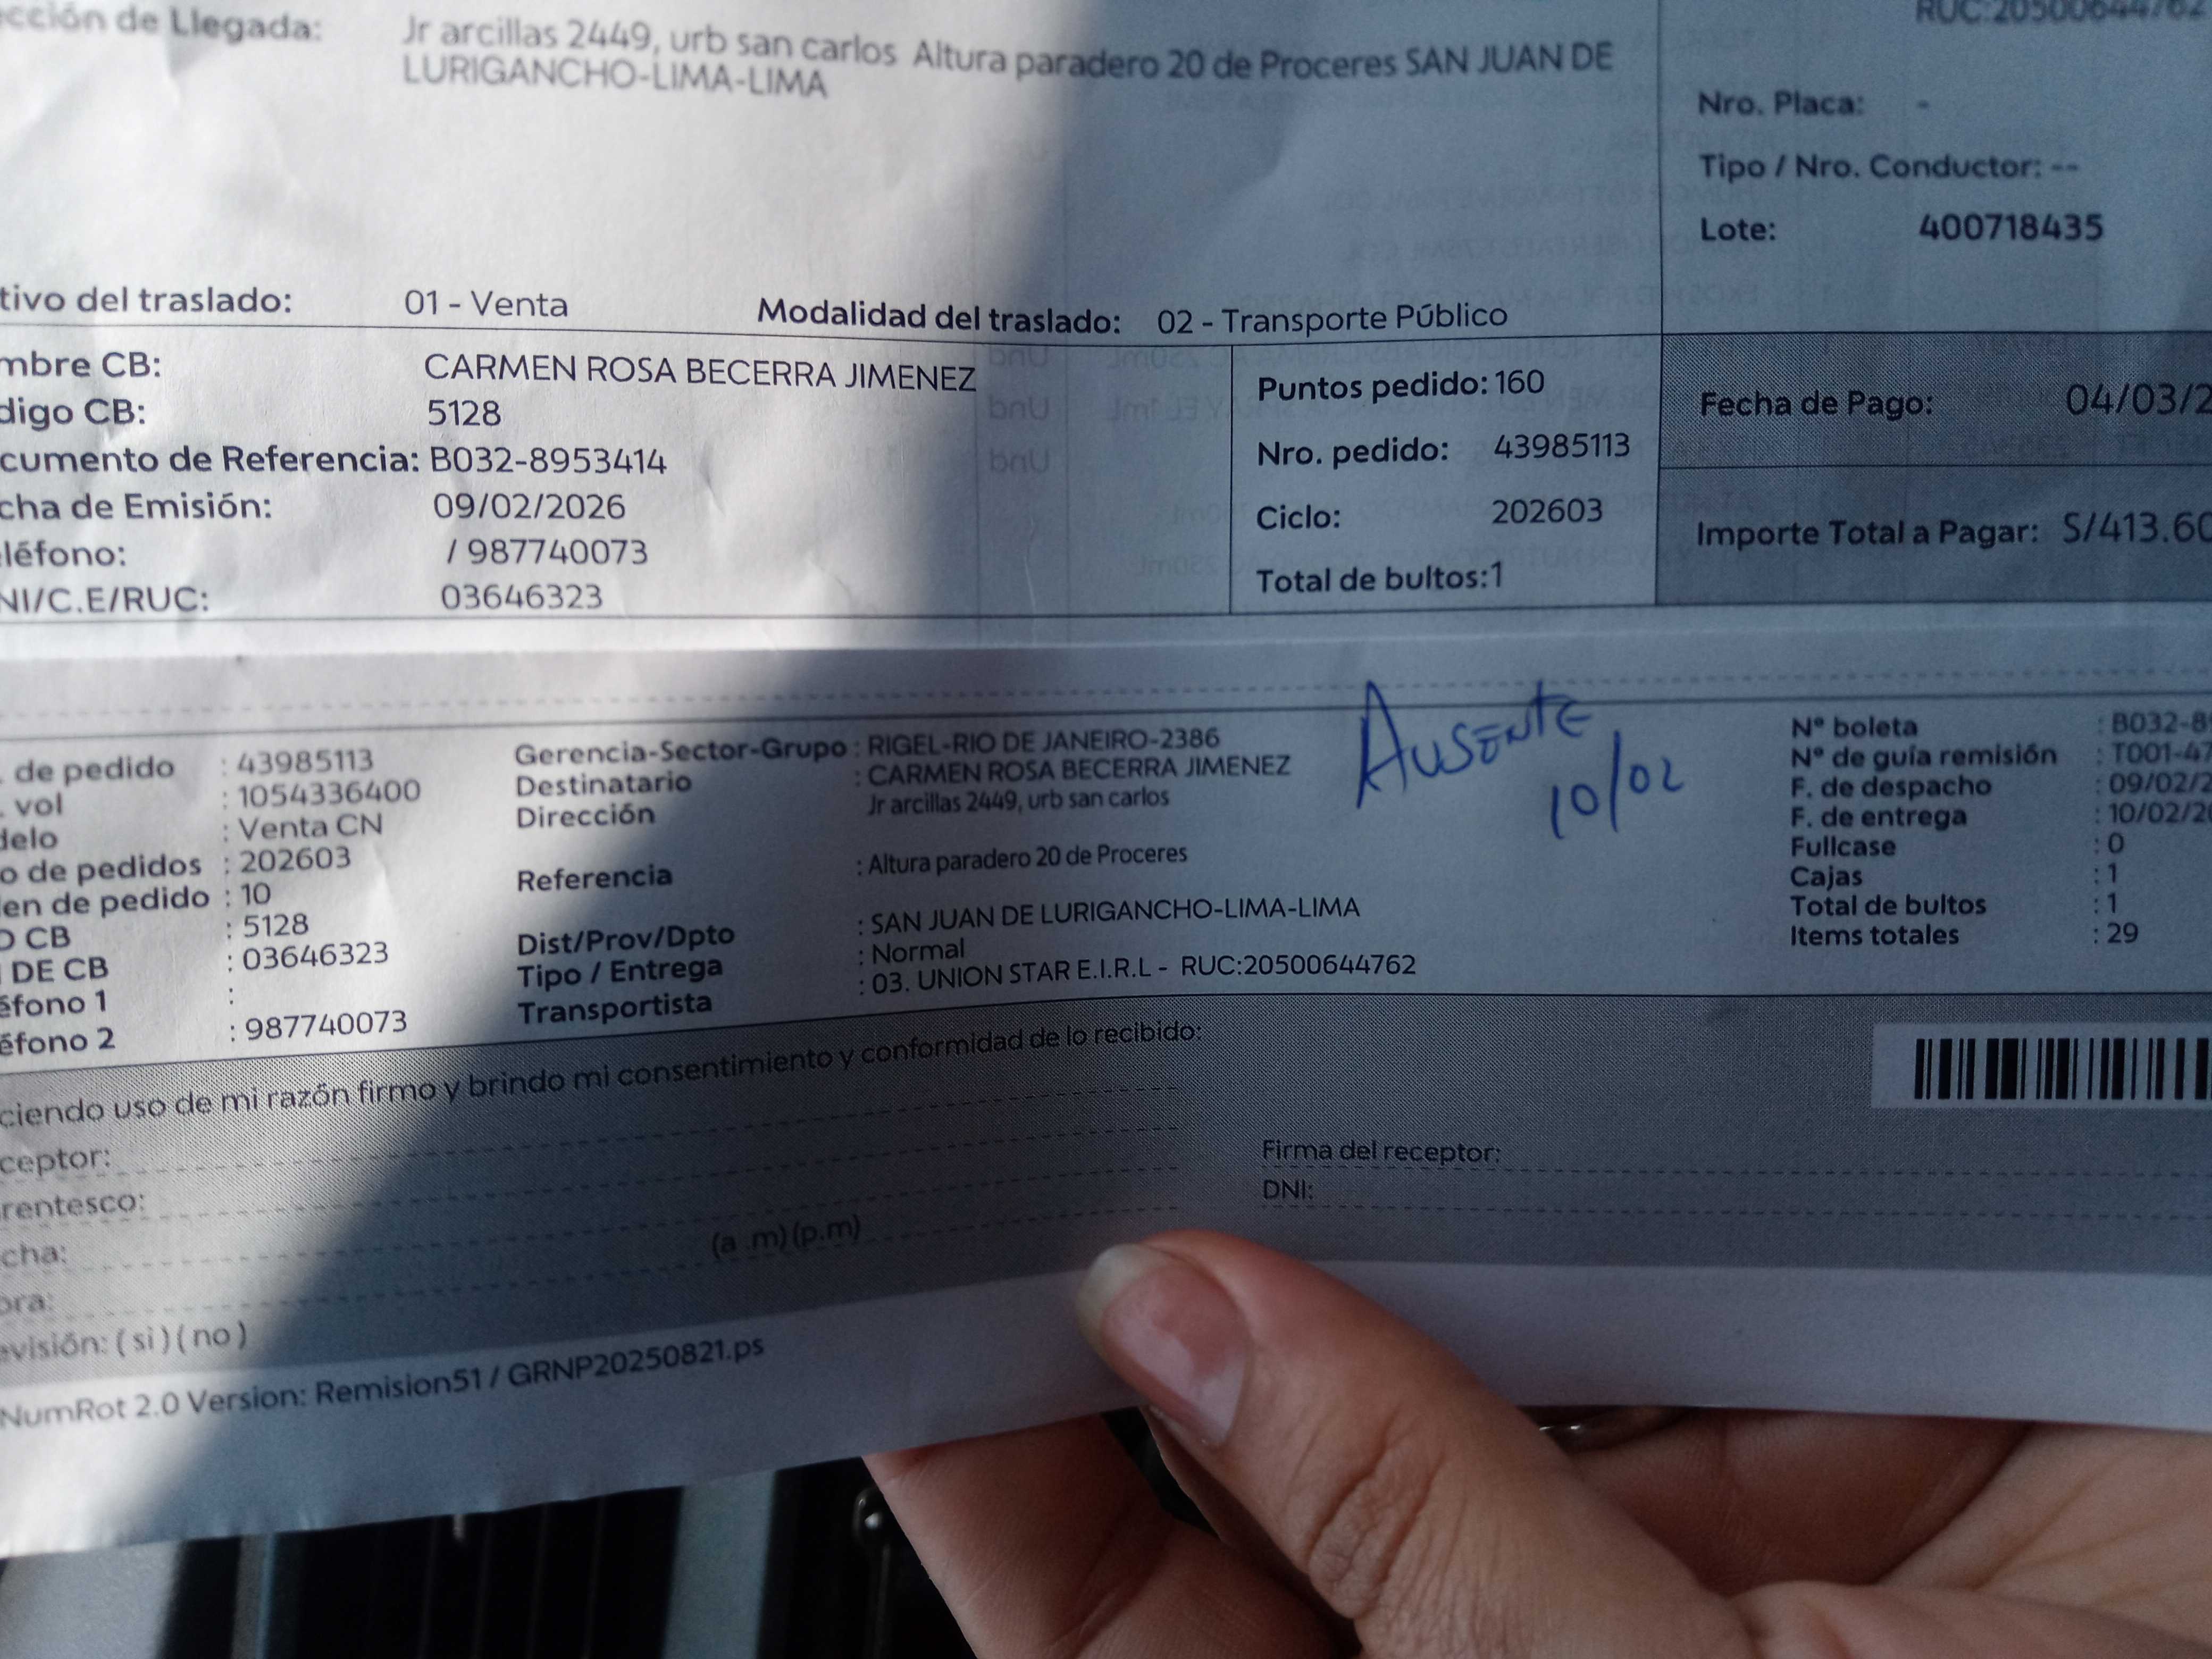 ección de Llegada: Jr arcillas 2449, urb san carlos Altura paradero 20 de Proceres SAN JUAN DE
LURIGANCHO-LIMA-LIMA
RUC:20500644762
Nro. Placa: -
Tipo / Nro. Conductor: --
Lote: 400718435
tivo del traslado: 01 - Venta Modalidad del traslado: 02 - Transporte Público
mbre CB: CARMEN ROSA BECERRA JIMENEZ
digo CB: 5128
cumento de Referencia: B032-8953414
cha de Emisión: 09/02/2026
eléfono: / 987740073
NI/C.E/RUC: 03646323
Puntos pedido: 160
Nro. pedido: 43985113
Ciclo: 202603
Total de bultos:1
Fecha de Pago: 04/03/2
Importe Total a Pagar: S/413.60
. de pedido : 43985113
. vol : 1054336400
delo : Venta CN
o de pedidos : 202603
en de pedido : 10
O CB : 5128
DE CB : 03646323
éfono 1 :
éfono 2 : 987740073
Gerencia-Sector-Grupo : RIGEL-RIO DE JANEIRO-2386
Destinatario : CARMEN ROSA BECERRA JIMENEZ
Dirección Jr arcillas 2449, urb san carlos
Referencia : Altura paradero 20 de Proceres
Dist/Prov/Dpto : SAN JUAN DE LURIGANCHO-LIMA-LIMA
Tipo / Entrega : Normal
Transportista : 03. UNION STAR E.I.R.L - RUC:20500644762
AUSENTE
10/02
N° boleta : B032-8
N° de guía remisión : T001-47
F. de despacho : 09/02/2
F. de entrega : 10/02/20
Fullcase : 0
Cajas : 1
Total de bultos : 1
Items totales : 29
ciendo uso de mi razón firmo y brindo mi consentimiento y conformidad de lo recibido:
ceptor:
rentesco:
cha:
ora: (a .m) (p.m)
evisión: ( si ) ( no )
Firma del receptor:
DNI:
NumRot 2.0 Version: Remision51 / GRNP20250821.ps